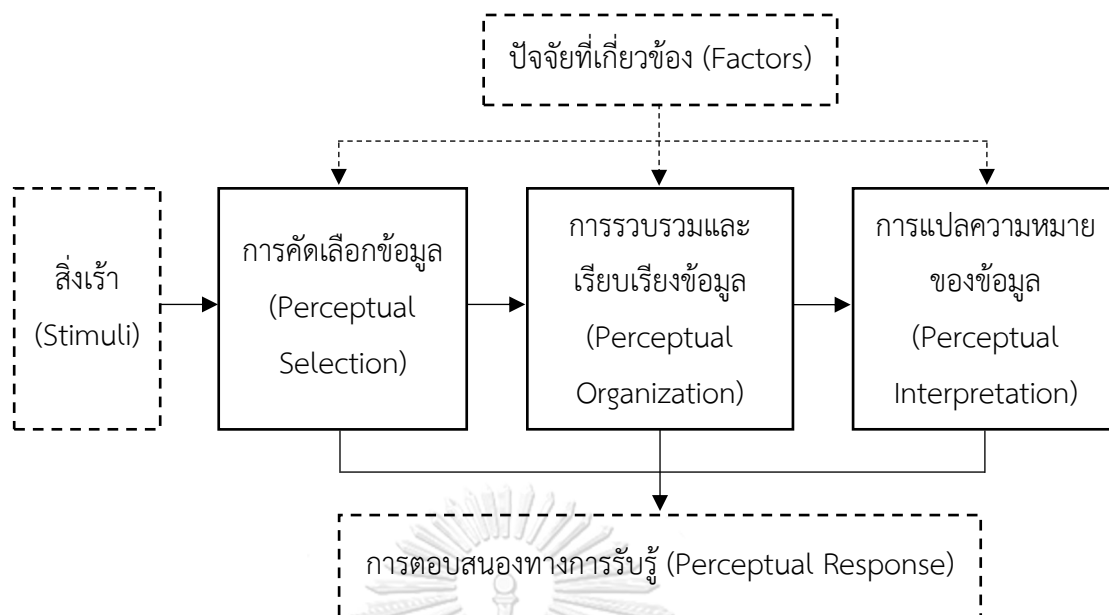 ปัจจัยที่เกี่ยวข้อง (Factors)
สิ่งเร้า
(Stimuli)
การคัดเลือกข้อมูล
(Perceptual
Selection)
การรวบรวมและ
เรียบเรียงข้อมูล
(Perceptual
Organization)
การแปลความหมาย
ของข้อมูล
(Perceptual
Interpretation)
การตอบสนองทางการรับรู้ (Perceptual Response)